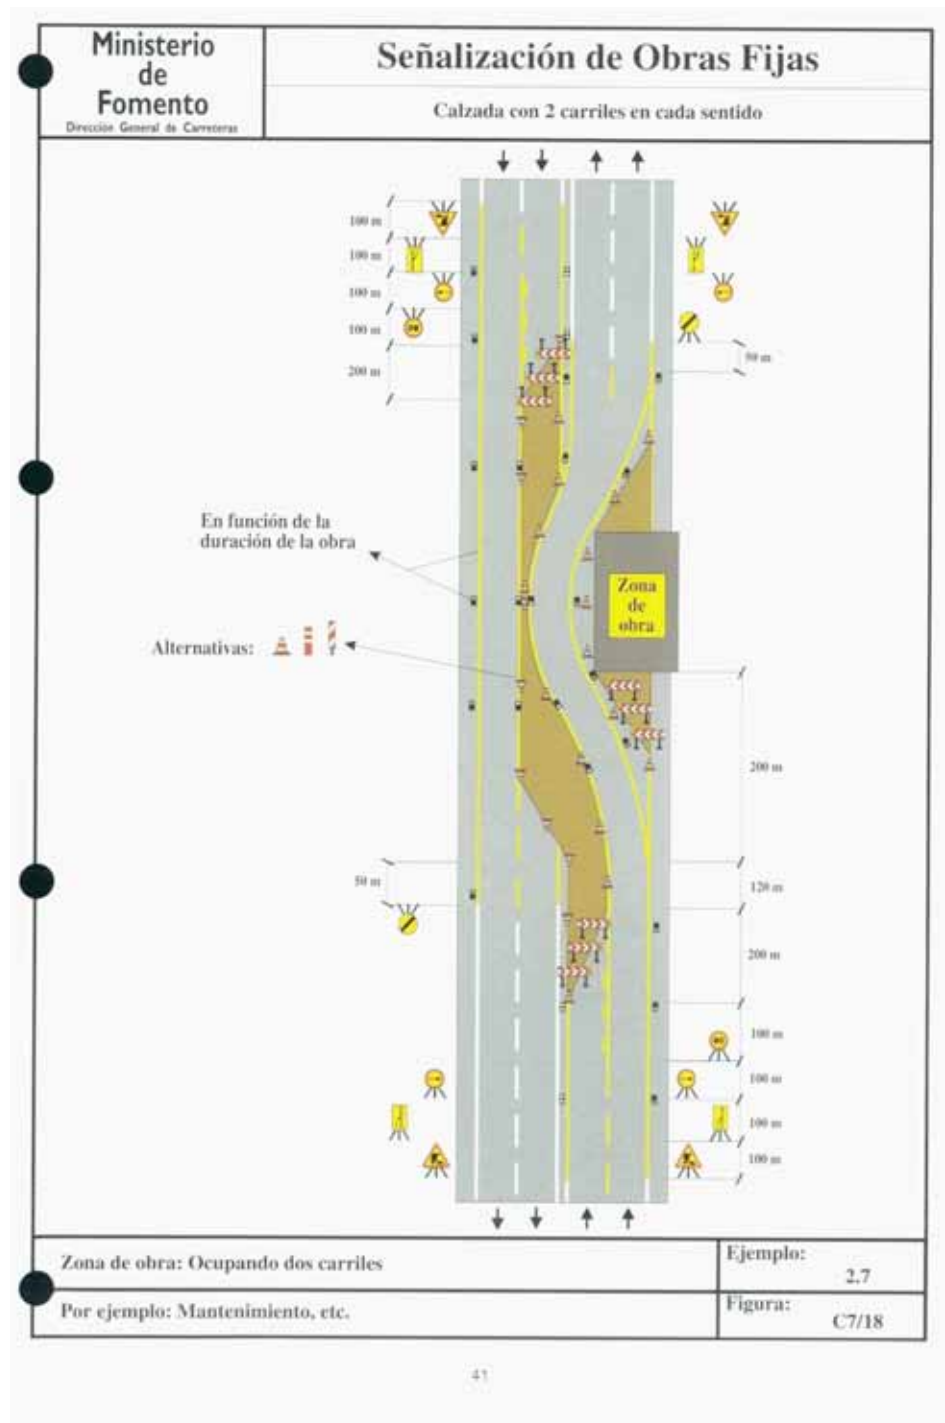 Ministerio
de
Fomento
Dirección General de Carreteras
Señalización de Obras Fijas
Calzada con 2 carriles en cada sentido
100 m
100 m
100 m
100 m
200 m
50 m
En función de la
duración de la obra
Zona
de
obra
Alternativas:
200 m
50 m
120 m
200 m
100 m
100 m
100 m
100 m
Zona de obra: Ocupando dos carriles
Ejemplo:
2.7
Por ejemplo: Mantenimiento, etc.
Figura:
C7/18
41